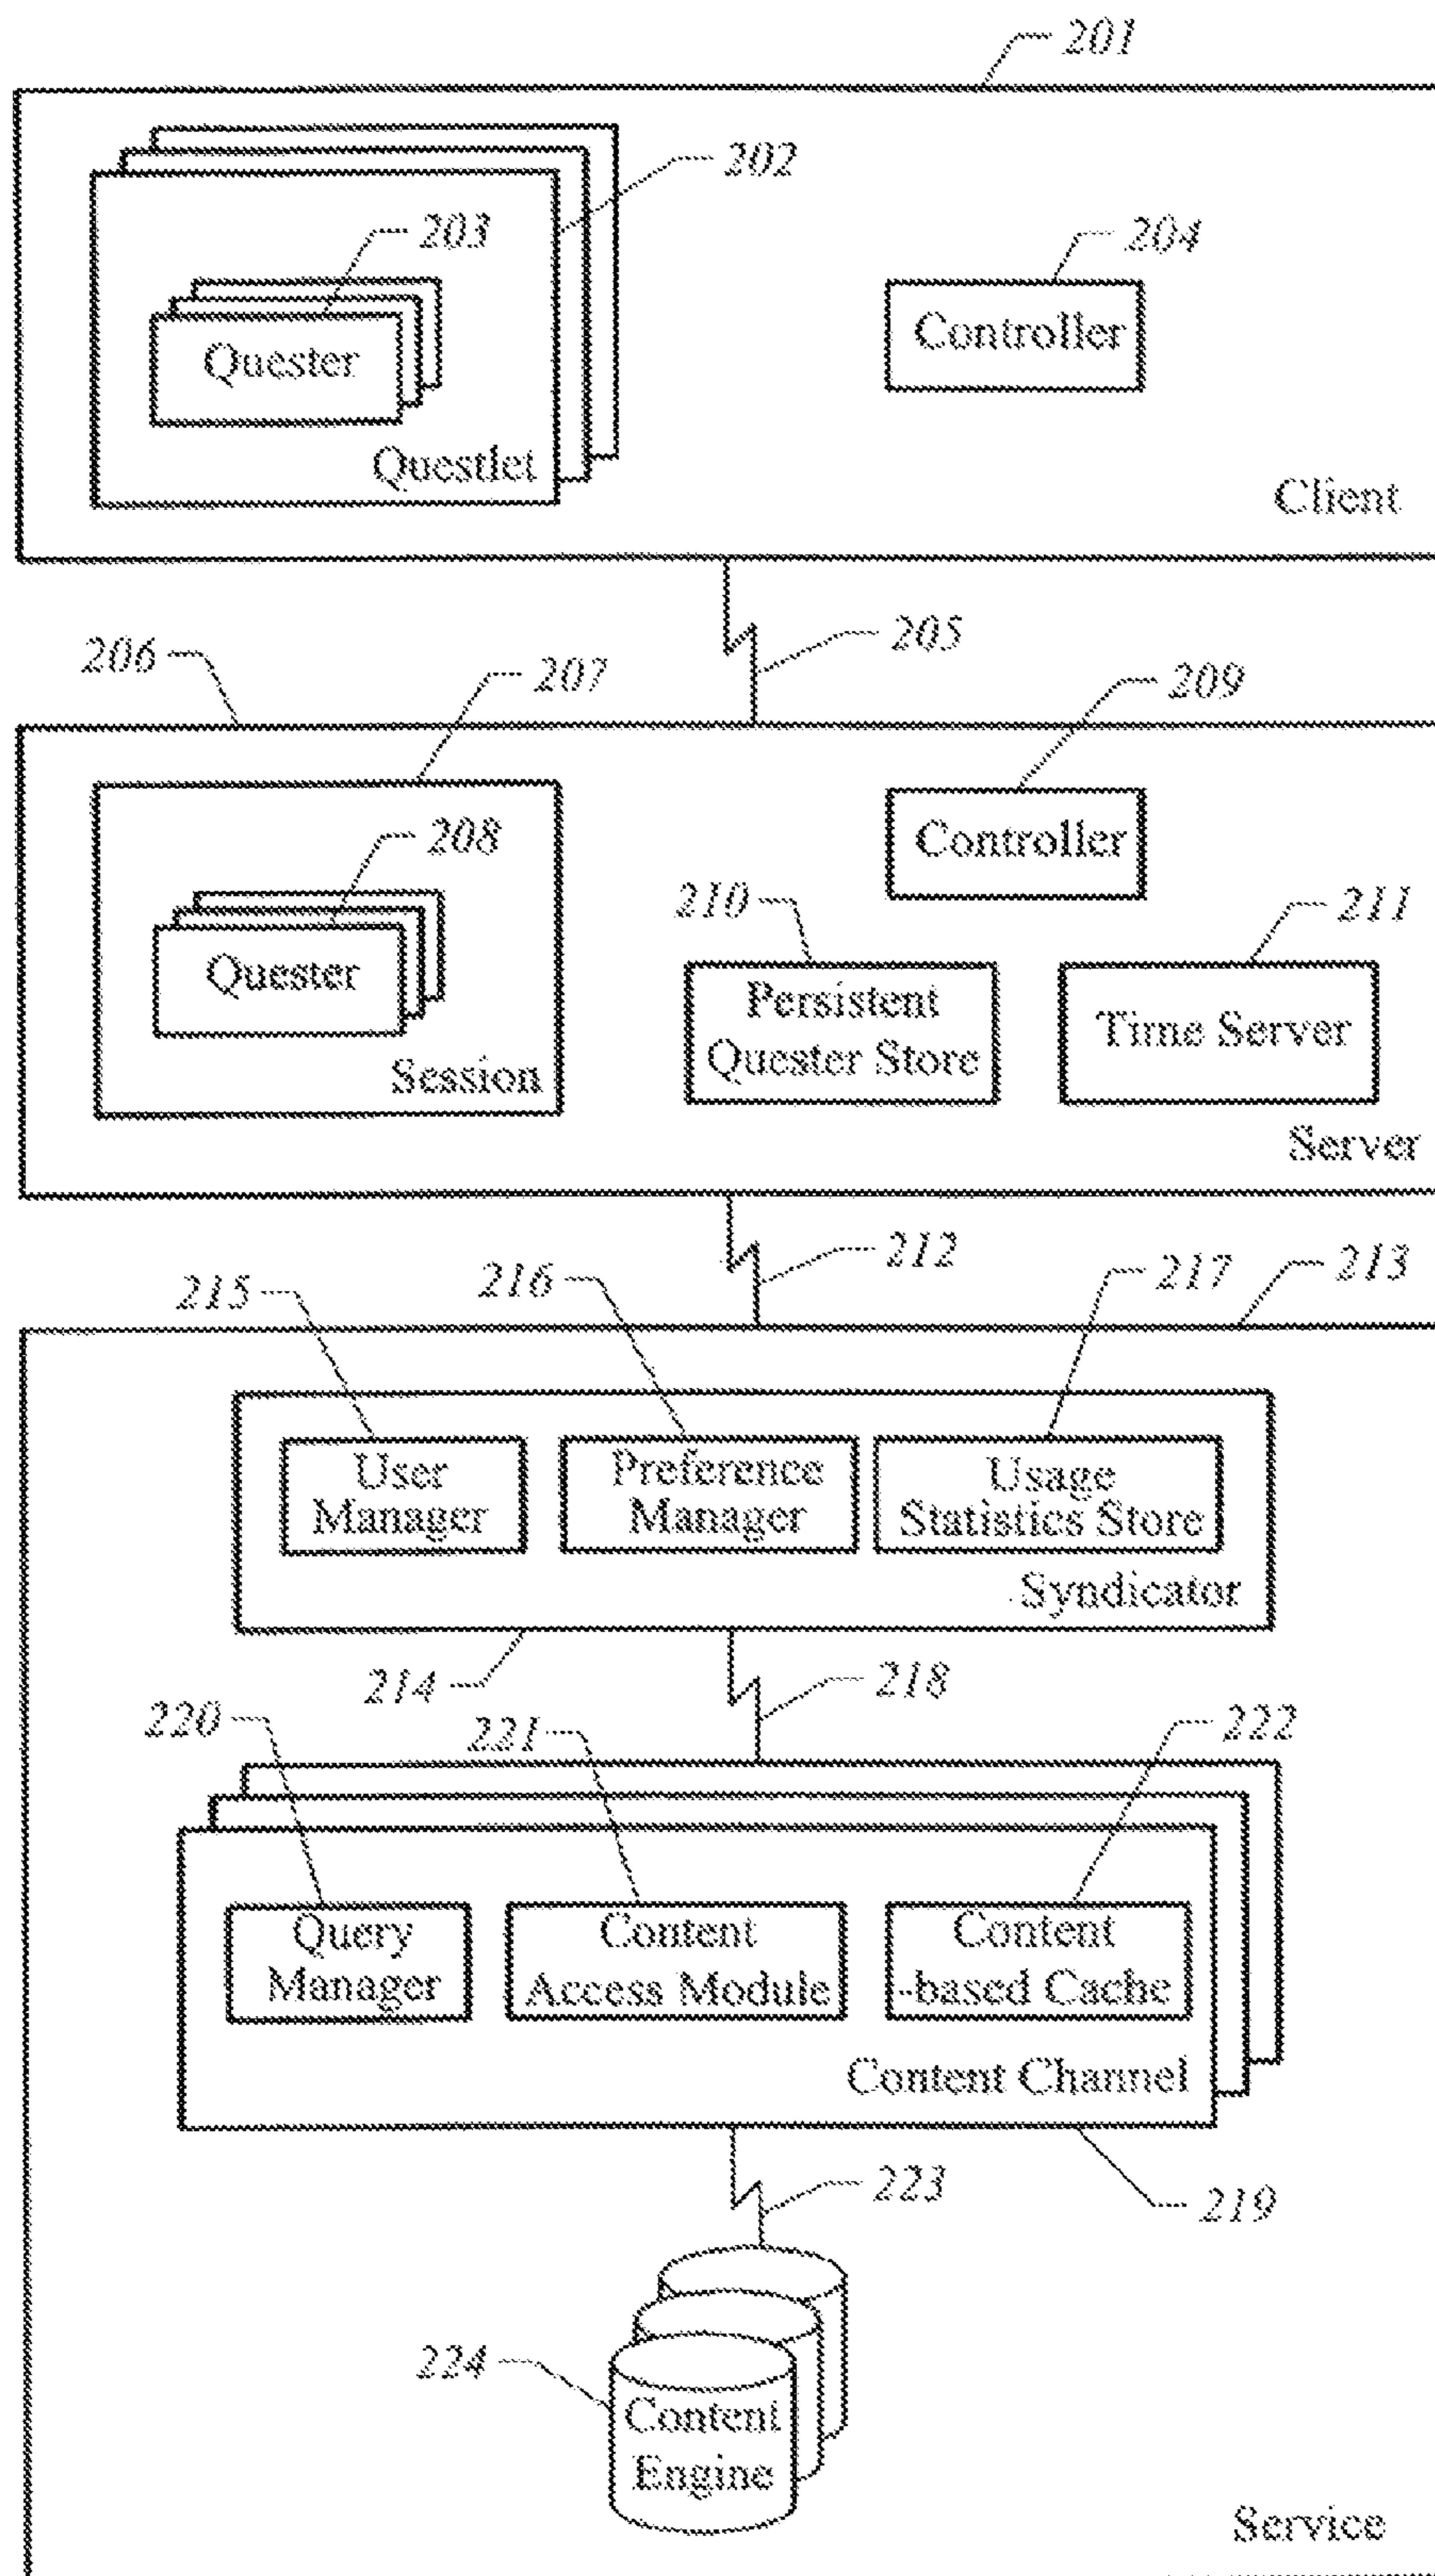 201
202
203
204
Controller
Quester
Questlet
Client
205
206
207
209
208
Controller
210
211
Quester
Persistent
Quester Store
Time Server
Session
Server
212
213
215
216
217
User
Manager
Preference
Manager
Usage
Statistics Store
Syndicator
214
218
220
221
222
Query
Manager
Content
Access Module
Content
-based Cache
Content Channel
223
219
224
Content
Engine
Service